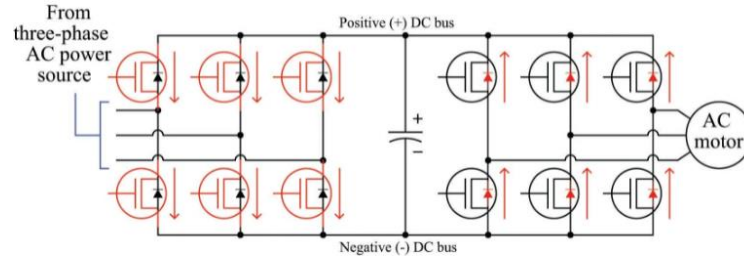 From
three-phase
AC power
source
Positive (+) DC bus
+
−
AC
motor
Negative (-) DC bus